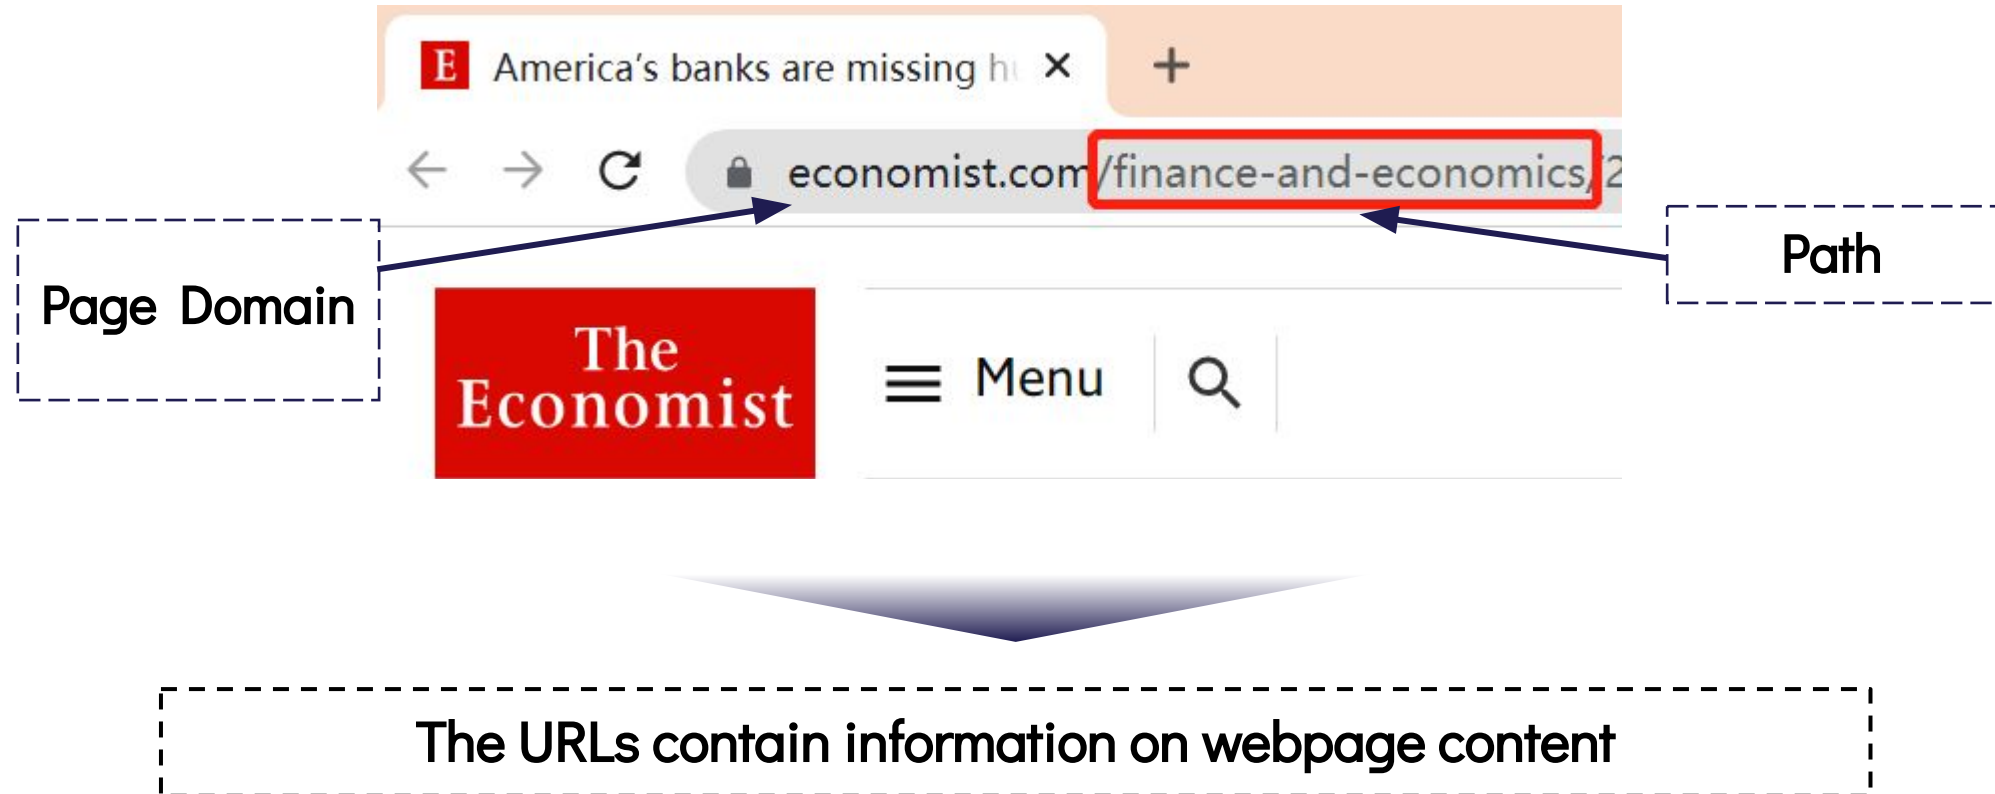 E America's banks are missing
economist.com/finance-and-economics/2
Page Domain
Path
The
Economist
Menu
The URLs contain information on webpage content